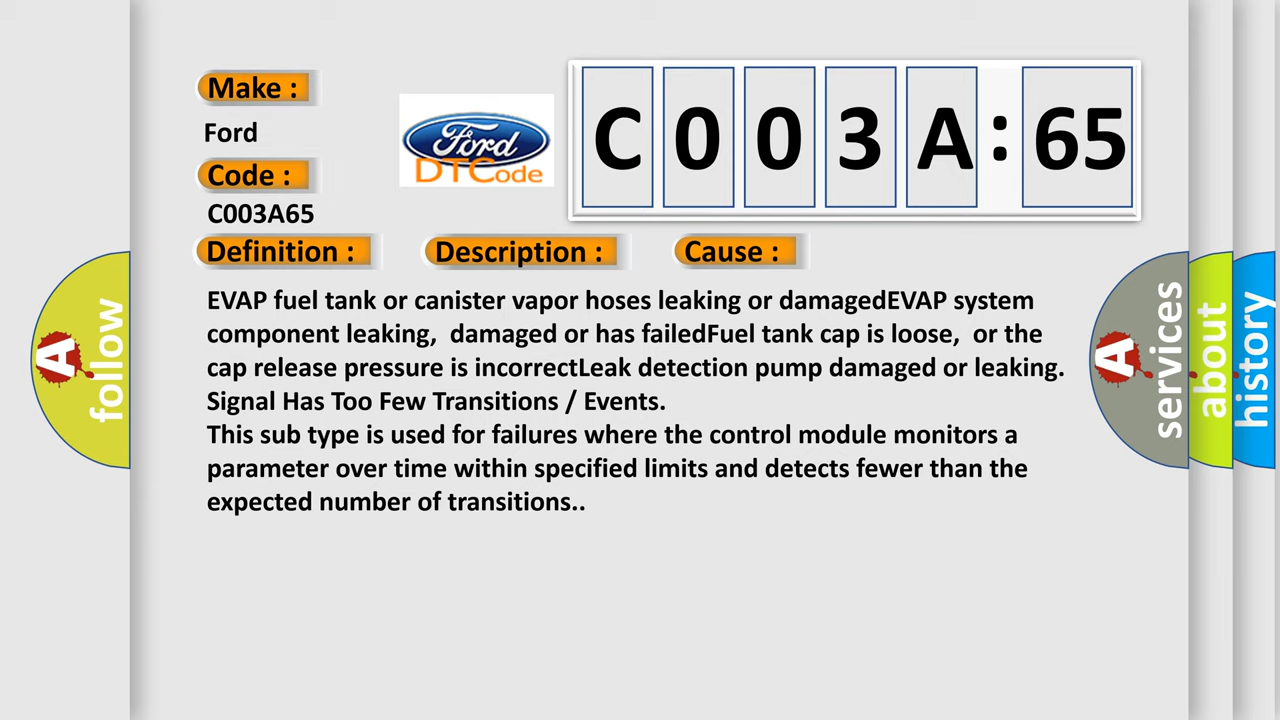 Make :
Ford
Code :
C003A65
Ford
DTCode
C003A:65
Definition :
Description :
Cause :
EVAP fuel tank or canister vapor hoses leaking or damagedEVAP system
component leaking,  damaged or has failedFuel tank cap is loose,  or the
cap release pressure is incorrectLeak detection pump damaged or leaking.
Signal Has Too Few Transitions / Events.
This sub type is used for failures where the control module monitors a
parameter over time within specified limits and detects fewer than the
expected number of transitions..
A follow
A services
about
history